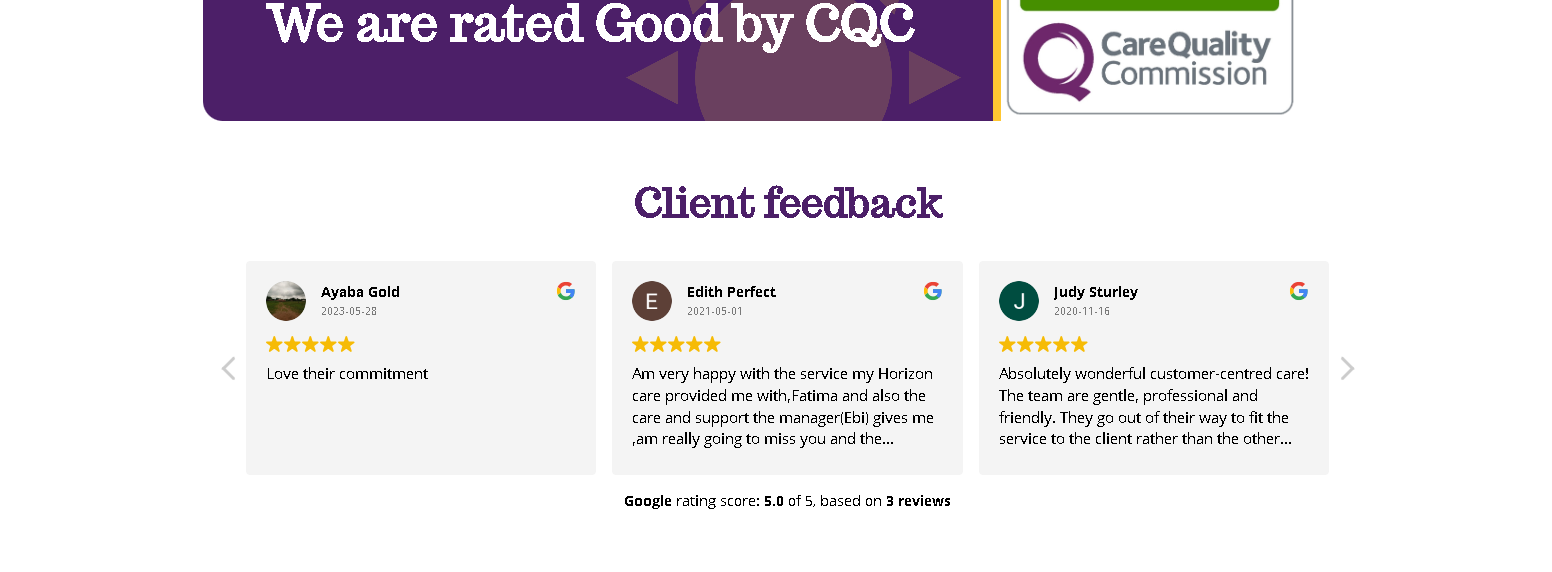 We are rated Good by CQC
CareQuality
Commission
Client feedback
Ayaba Gold
2023-05-28
Love their commitment
E
Edith Perfect
2021-05-01
Am very happy with the service my Horizon
care provided me with,Fatima and also the
care and support the manager(Ebi) gives me
,am really going to miss you and the...
J
Judy Sturley
2020-11-16
Absolutely wonderful customer-centred care!
The team are gentle, professional and
friendly. They go out of their way to fit the
service to the client rather than the other...
Google rating score: 5.0 of 5, based on 3 reviews